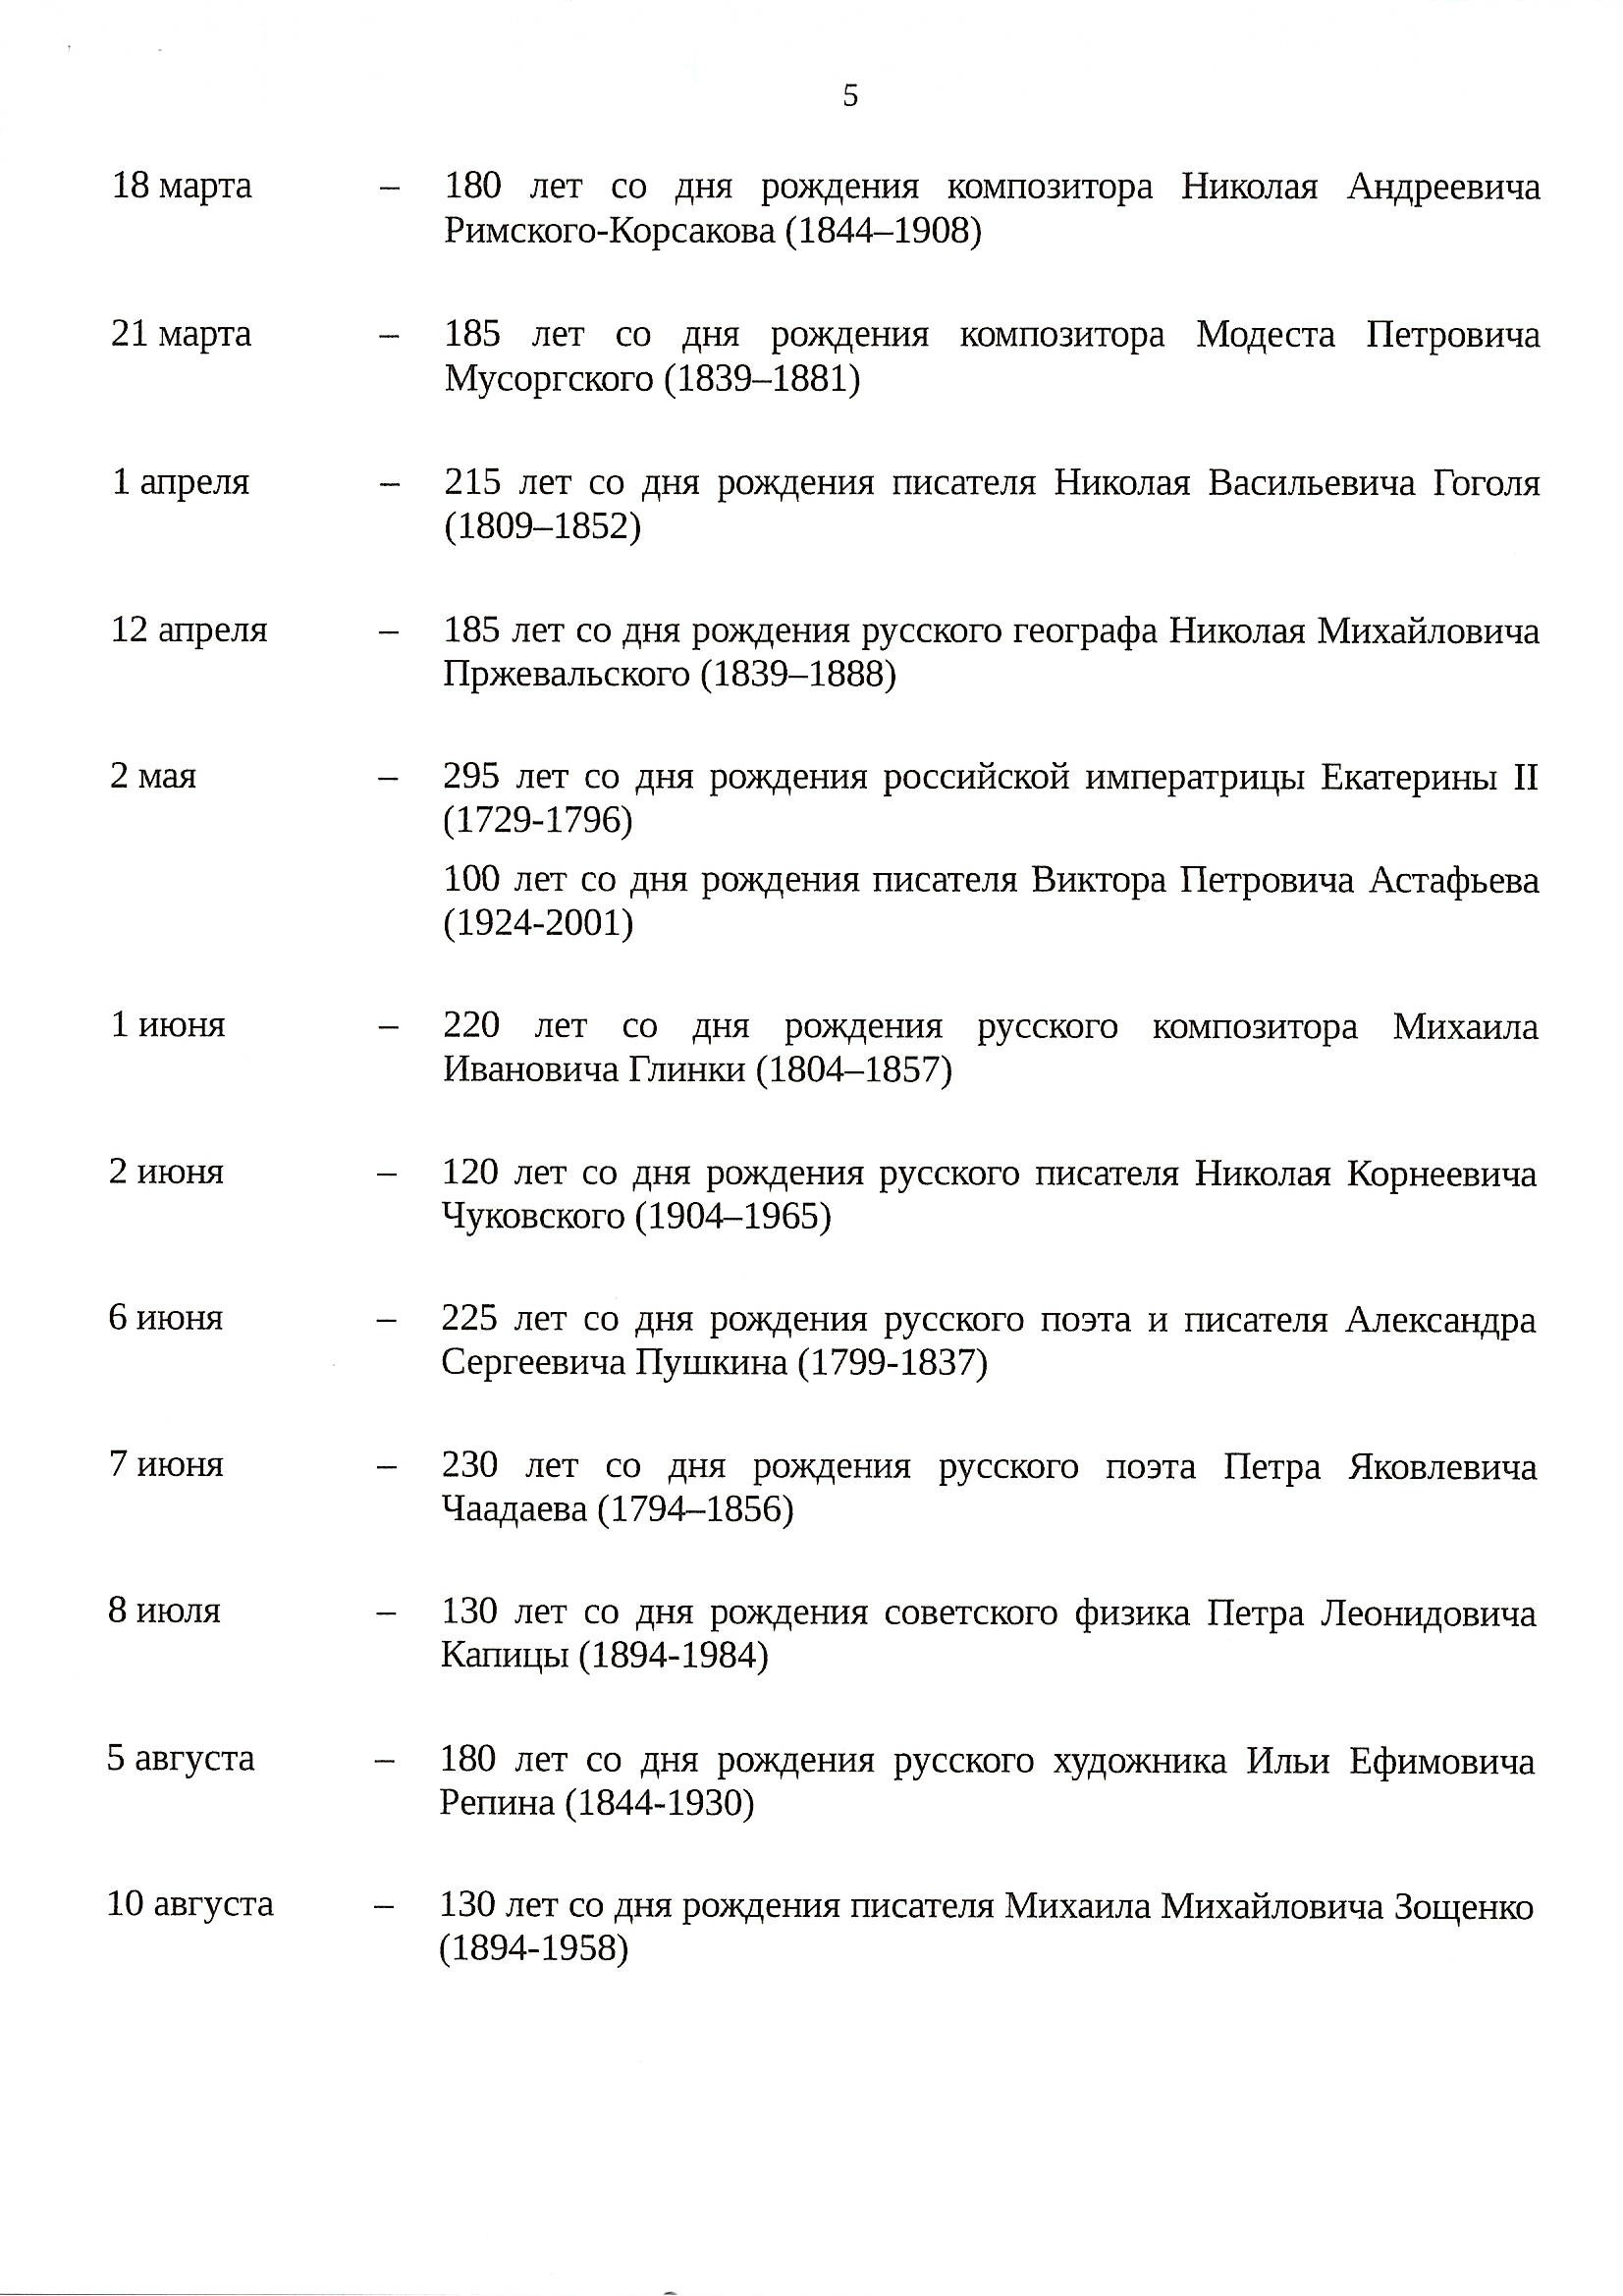 5
18 марта – 180 лет со дня рождения композитора Николая Андреевича
Римского-Корсакова (1844–1908)
21 марта – 185 лет со дня рождения композитора Модеста Петровича
Мусоргского (1839–1881)
1 апреля – 215 лет со дня рождения писателя Николая Васильевича Гоголя
(1809–1852)
12 апреля – 185 лет со дня рождения русского географа Николая Михайловича
Пржевальского (1839–1888)
2 мая – 295 лет со дня рождения российской императрицы Екатерины II
(1729-1796)
100 лет со дня рождения писателя Виктора Петровича Астафьева
(1924-2001)
1 июня – 220 лет со дня рождения русского композитора Михаила
Ивановича Глинки (1804–1857)
2 июня – 120 лет со дня рождения русского писателя Николая Корнеевича
Чуковского (1904–1965)
6 июня – 225 лет со дня рождения русского поэта и писателя Александра
Сергеевича Пушкина (1799-1837)
7 июня – 230 лет со дня рождения русского поэта Петра Яковлевича
Чаадаева (1794–1856)
8 июля – 130 лет со дня рождения советского физика Петра Леонидовича
Капицы (1894-1984)
5 августа – 180 лет со дня рождения русского художника Ильи Ефимовича
Репина (1844-1930)
10 августа – 130 лет со дня рождения писателя Михаила Михайловича Зощенко
(1894-1958)